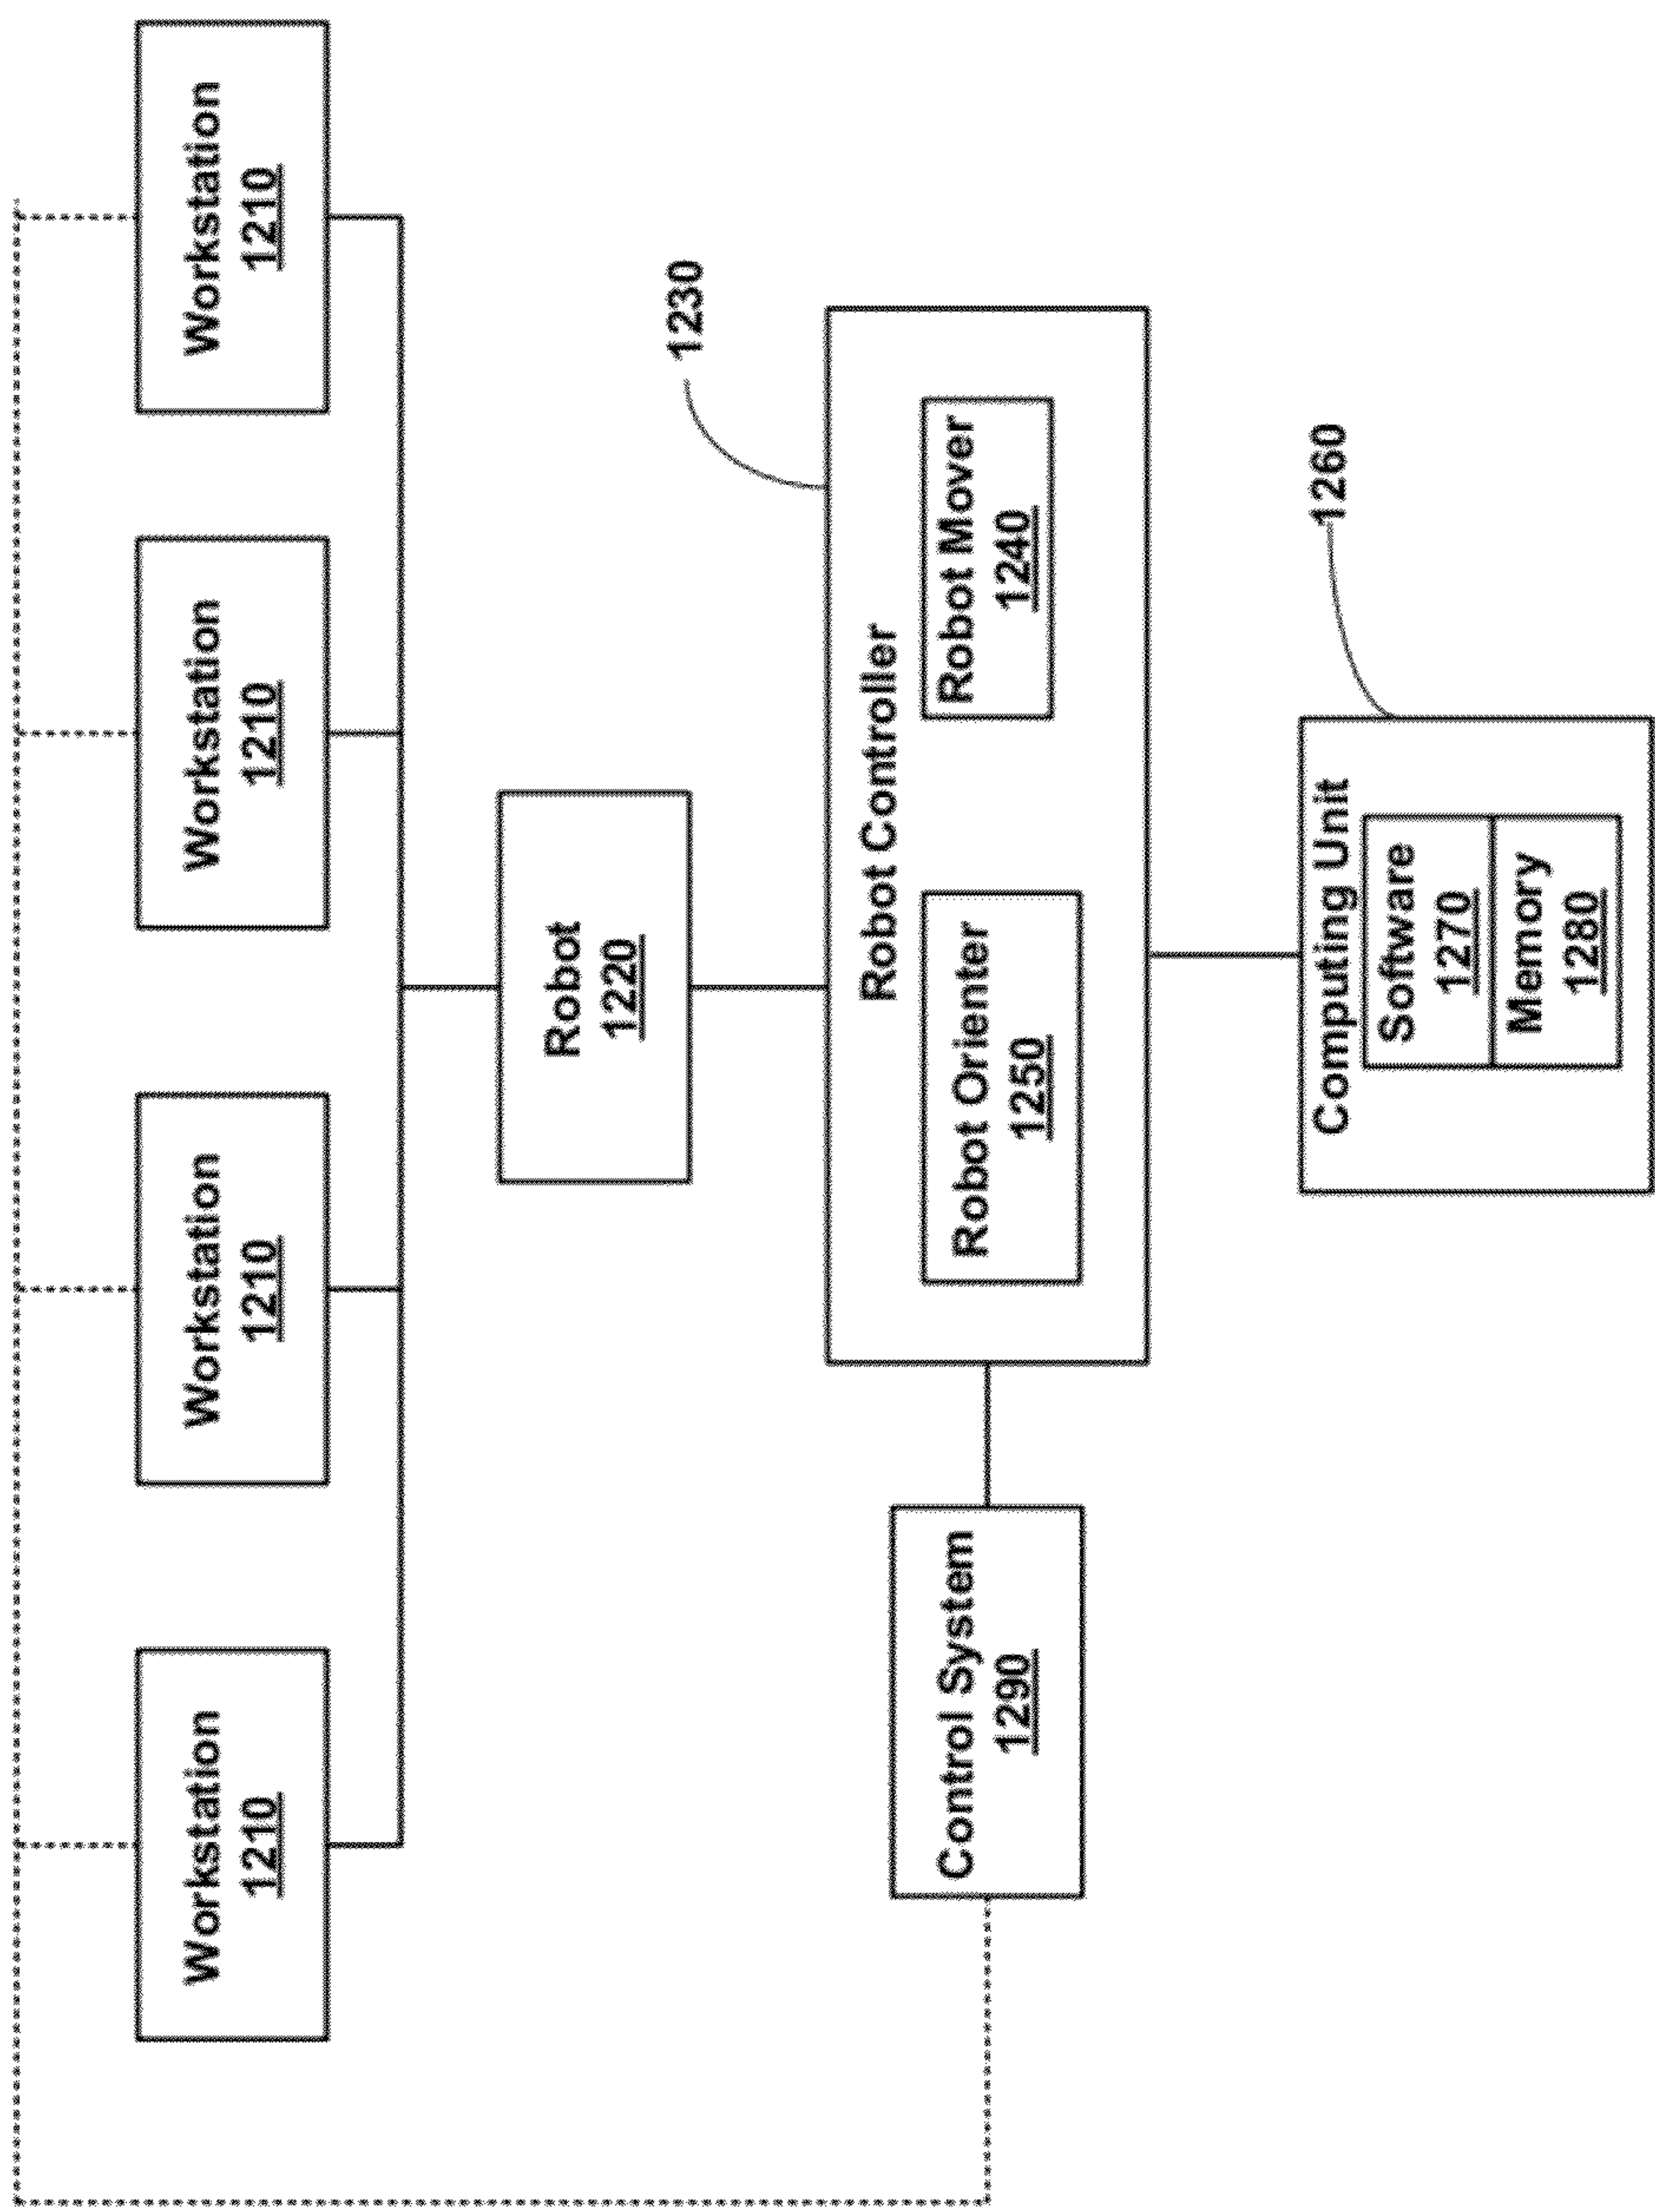 Workstation
1210
Workstation
1210
Workstation
1210
Workstation
1210
Robot
1220
1230
Robot Controller
Robot Orienter
1250
Robot Mover
1240
Control System
1290
1260
Computing Unit
Software
1270
Memory
1280